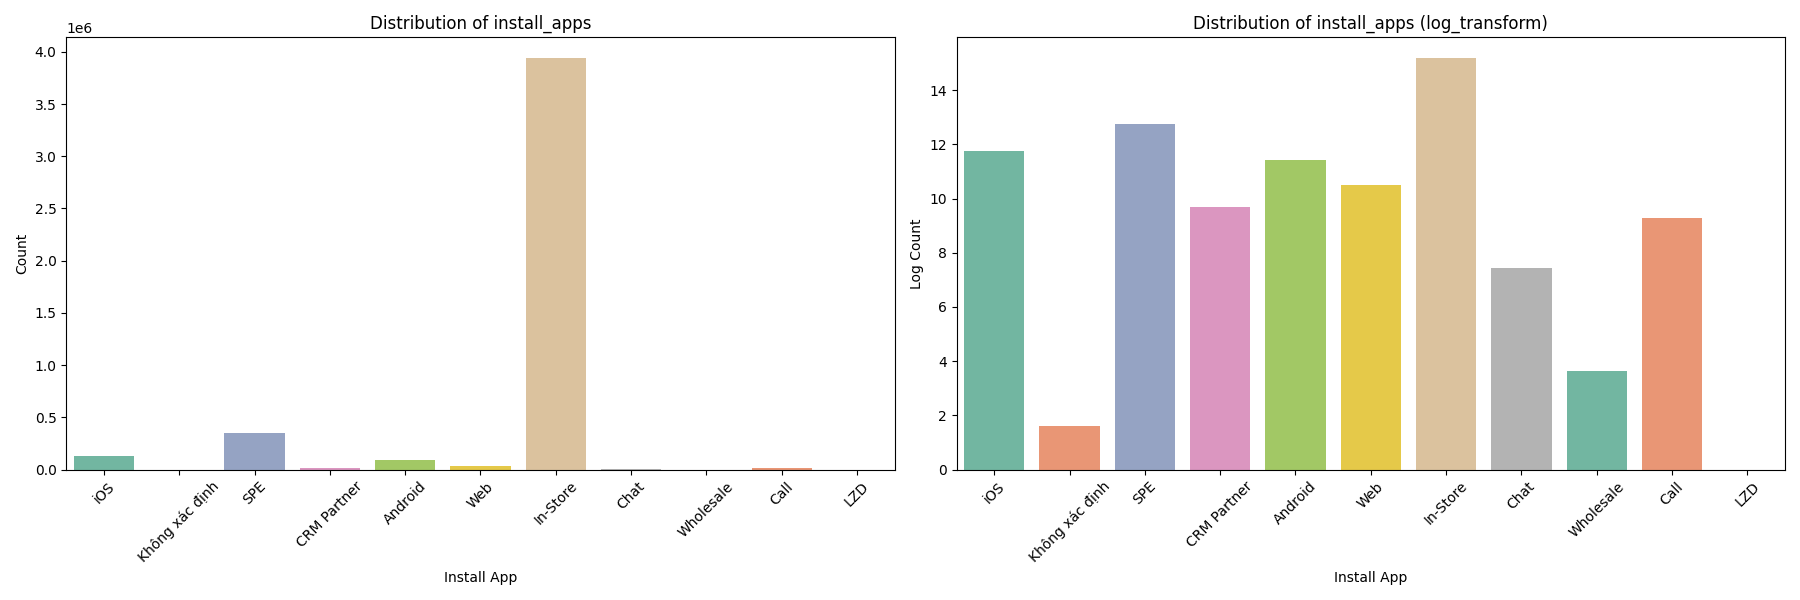 Distribution of install_apps
1e6
4.0
3.5
3.0
2.5
2.0
1.5
1.0
0.5
0.0
Count
iOS
Không xác định
SPE
CRM Partner
Android
Web
In-Store
Chat
Wholesale
Call
LZD
Install App
Distribution of install_apps (log_transform)
14
12
10
8
6
4
2
0
Log Count
iOS
Không xác định
SPE
CRM Partner
Android
Web
In-Store
Chat
Wholesale
Call
LZD
Install App